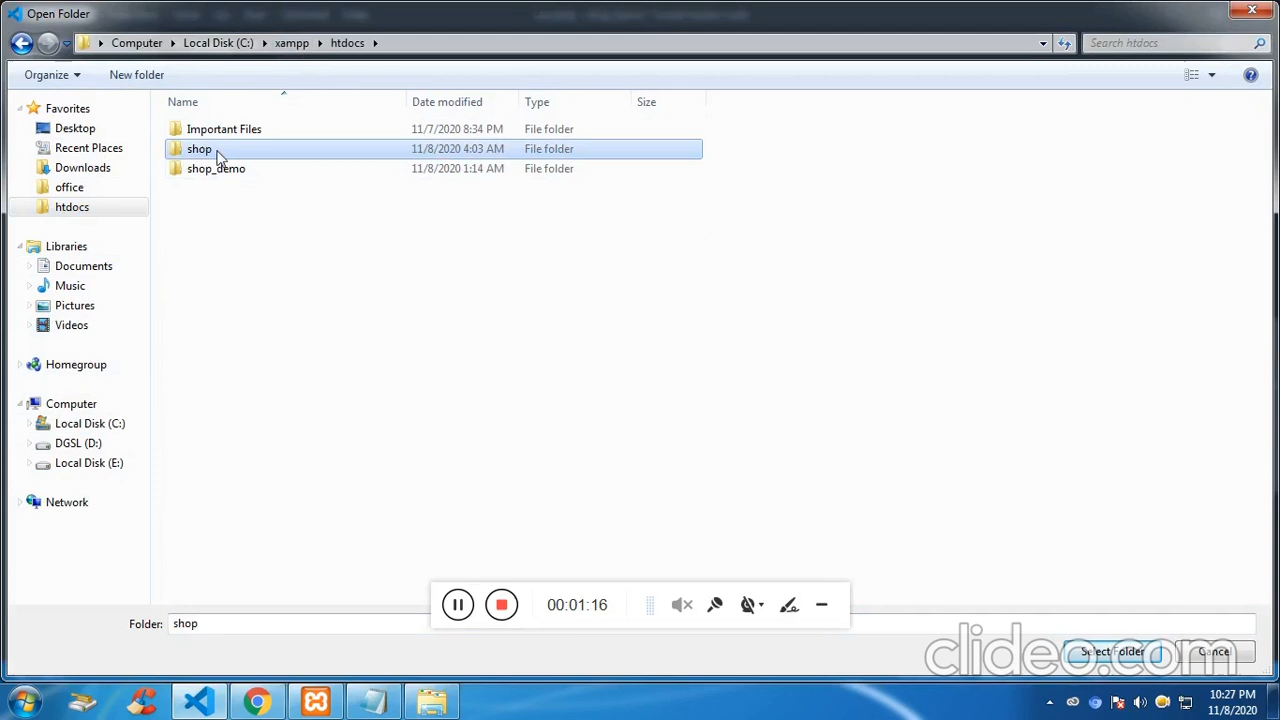 Open Folder
Computer Local Disk (C:) xampp htdocs
Search htdocs
Organize New folder
Name Date modified Type Size
Favorites
Desktop
Recent Places
Downloads
office
htdocs
Libraries
Documents
Music
Pictures
Videos
Homegroup
Computer
Local Disk (C:)
DGSL (D:)
Local Disk (E:)
Network
Important Files 11/7/2020 8:34 PM File folder
shop 11/8/2020 4:03 AM File folder
shop_demo 11/8/2020 1:14 AM File folder
00:01:16
Folder: shop
Select Folder Cancel
clideo.com
10:27 PM
11/8/2020